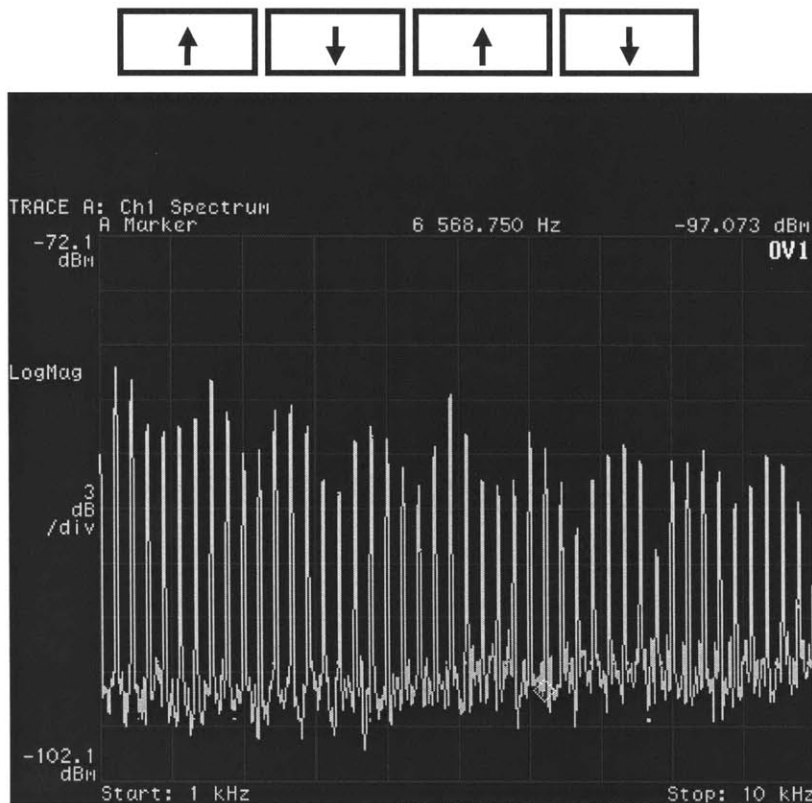 TRACE A: Ch1 Spectrum
A Marker 6 568.750 Hz -97.073 dBm
-72.1
dBm
OV1
LogMag
3
dB
/div
-102.1
dBm
Start: 1 kHz Stop: 10 kHz